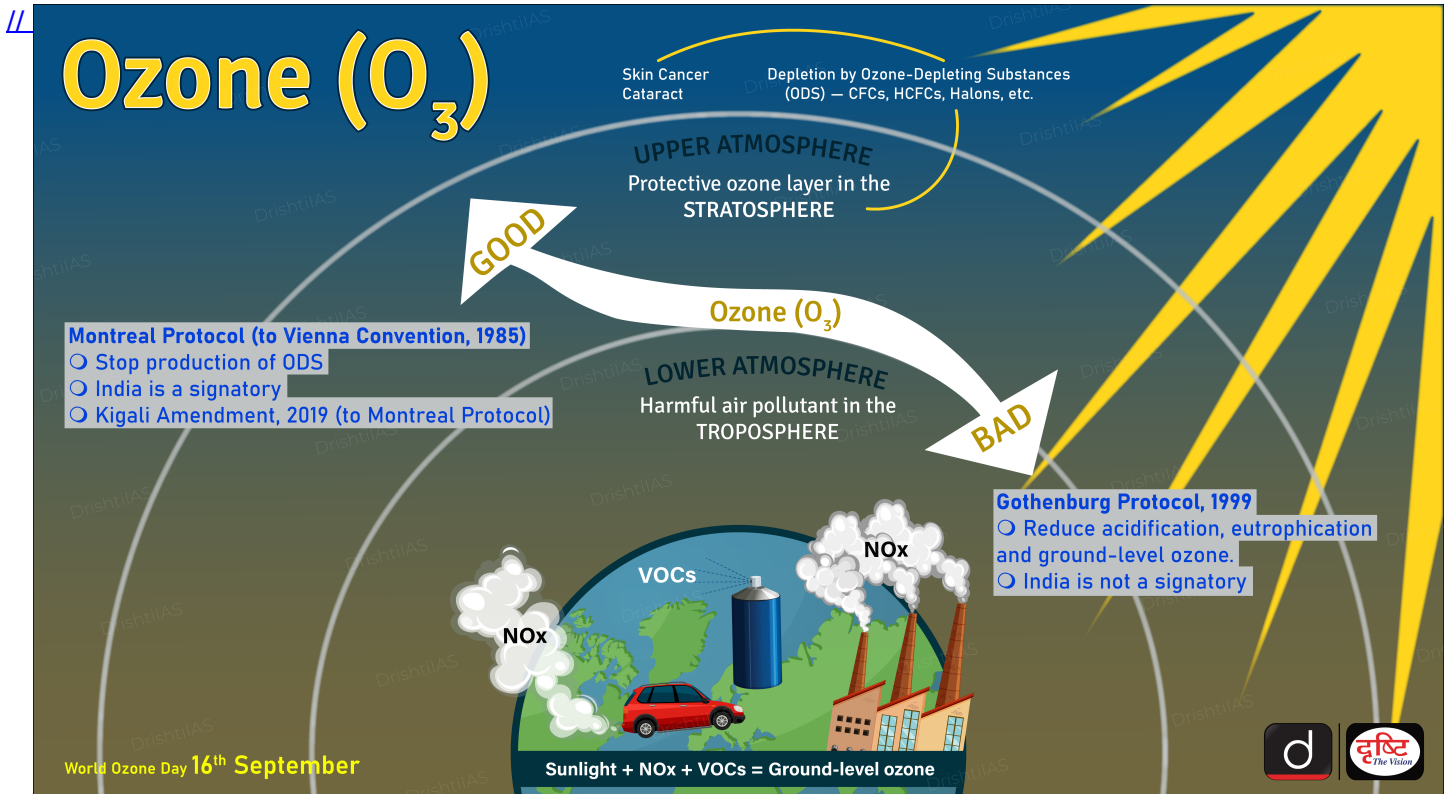 //
Ozone (O3)
Skin Cancer
Cataract
Depletion by Ozone-Depleting Substances
(ODS) — CFCs, HCFCs, Halons, etc.
UPPER ATMOSPHERE
Protective ozone layer in the
STRATOSPHERE
GOOD
Ozone (O3)
BAD
Montreal Protocol (to Vienna Convention, 1985)
❍ Stop production of ODS
❍ India is a signatory
❍ Kigali Amendment, 2019 (to Montreal Protocol)
LOWER ATMOSPHERE
Harmful air pollutant in the
TROPOSPHERE
Gothenburg Protocol, 1999
❍ Reduce acidification, eutrophication
and ground-level ozone.
❍ India is not a signatory
NOx
VOCs
NOx
Sunlight + NOx + VOCs = Ground-level ozone
World Ozone Day 16th September
d
दृष्टि
The Vision
DrishtiIAS